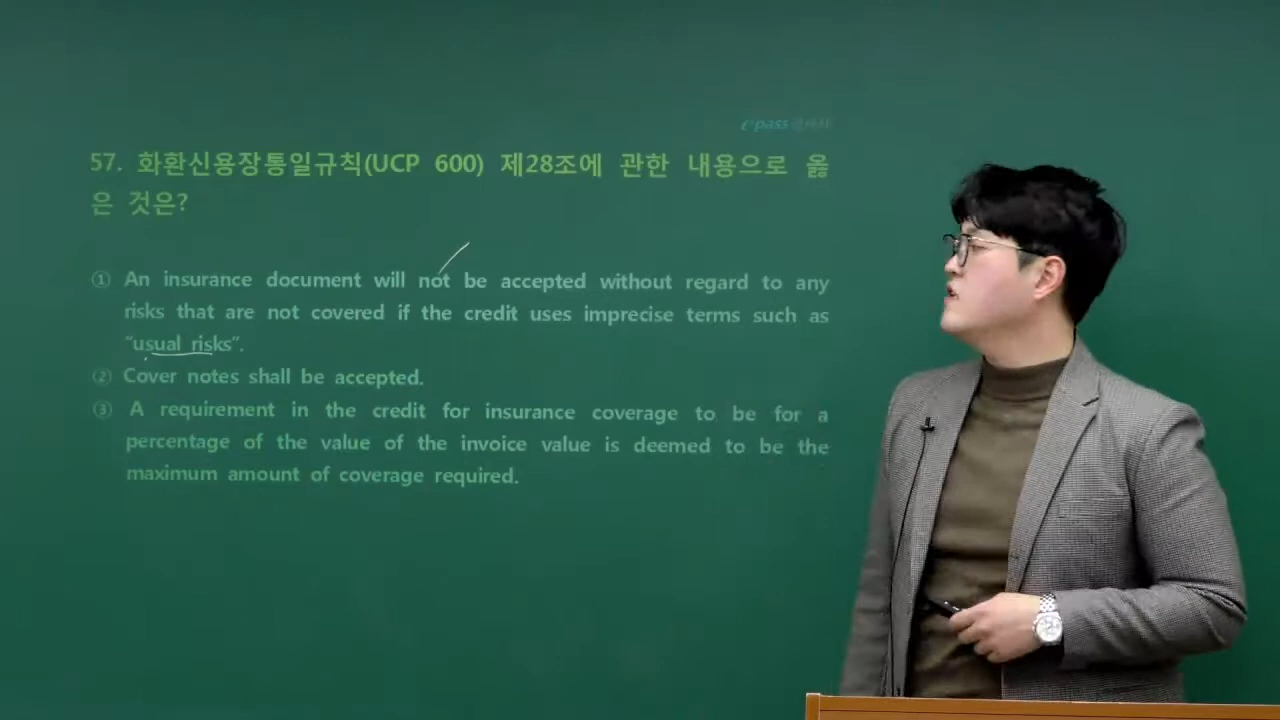 e*pass
57. 화환신용장통일규칙(UCP 600) 제28조에 관한 내용으로 옳
은 것은?
① An insurance document will not be accepted without regard to any
risks that are not covered if the credit uses imprecise terms such as
“usual risks”.
② Cover notes shall be accepted.
③ A requirement in the credit for insurance coverage to be for a
percentage of the value of the invoice value is deemed to be the
maximum amount of coverage required.